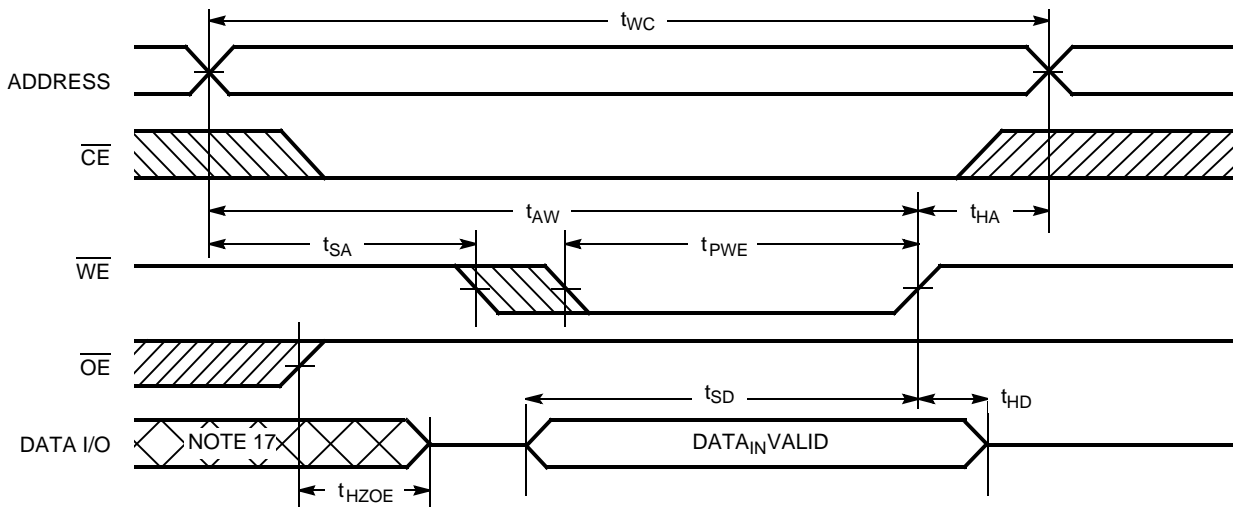 tWC
ADDRESS
CE
tAW
tHA
tSA
tPWE
WE
OE
tSD
tHD
DATA I/O
NOTE 17
DATAINVALID
tHZOE